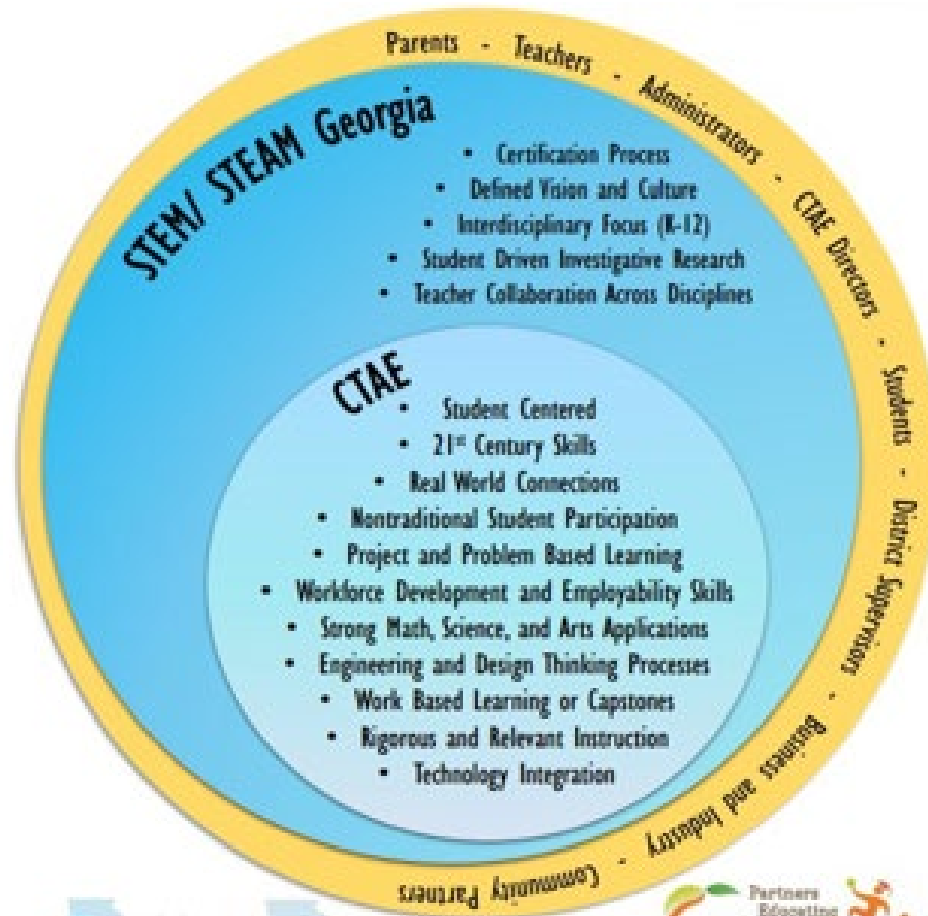 Parents - Teachers - Administrators - CTAE Directors - Students - District Supervisors - Business and Industry - Community Partners
STEM/ STEAM Georgia
• Certification Process
• Defined Vision and Culture
• Interdisciplinary Focus (K-12)
• Student Driven Investigative Research
• Teacher Collaboration Across Disciplines
CTAE
• Student Centered
• 21st Century Skills
• Real World Connections
• Nontraditional Student Participation
• Project and Problem Based Learning
• Workforce Development and Employability Skills
• Strong Math, Science, and Arts Applications
• Engineering and Design Thinking Processes
• Work Based Learning or Capstones
• Rigorous and Relevant Instruction
• Technology Integration
Partners
Educating